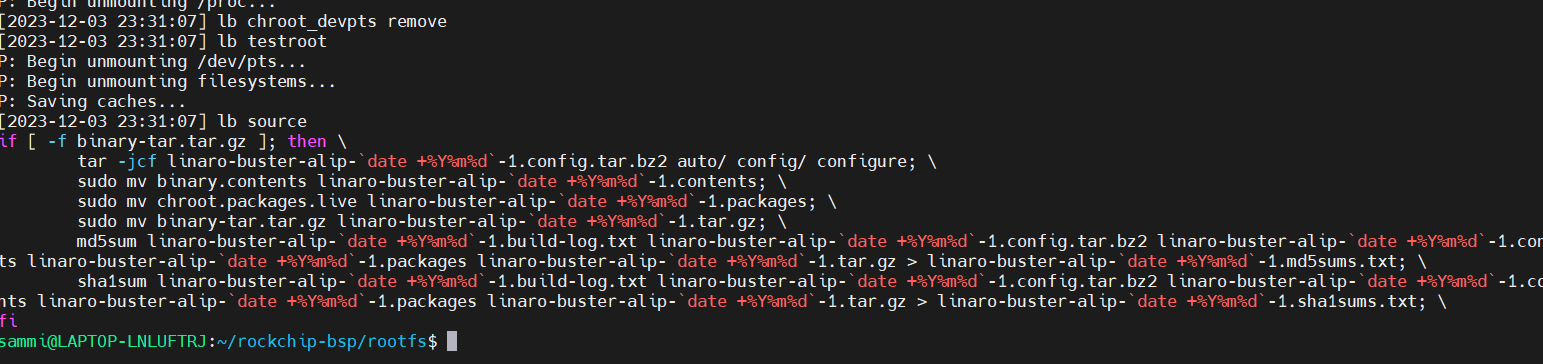 P: Begin unmounting /proc...
[2023-12-03 23:31:07] lb chroot_devpts remove
[2023-12-03 23:31:07] lb testroot
P: Begin unmounting /dev/pts...
P: Begin unmounting filesystems...
P: Saving caches...
[2023-12-03 23:31:07] lb source
if [ -f binary-tar.tar.gz ]; then \
        tar -jcf linaro-buster-alip-`date +%Y%m%d`-1.config.tar.bz2 auto/ config/ configure; \
        sudo mv binary.contents linaro-buster-alip-`date +%Y%m%d`-1.contents; \
        sudo mv chroot.packages.live linaro-buster-alip-`date +%Y%m%d`-1.packages; \
        sudo mv binary-tar.tar.gz linaro-buster-alip-`date +%Y%m%d`-1.tar.gz; \
        md5sum linaro-buster-alip-`date +%Y%m%d`-1.build-log.txt linaro-buster-alip-`date +%Y%m%d`-1.config.tar.bz2 linaro-buster-alip-`date +%Y%m%d`-1.con
ts linaro-buster-alip-`date +%Y%m%d`-1.packages linaro-buster-alip-`date +%Y%m%d`-1.tar.gz > linaro-buster-alip-`date +%Y%m%d`-1.md5sums.txt; \
        sha1sum linaro-buster-alip-`date +%Y%m%d`-1.build-log.txt linaro-buster-alip-`date +%Y%m%d`-1.config.tar.bz2 linaro-buster-alip-`date +%Y%m%d`-1.co
nts linaro-buster-alip-`date +%Y%m%d`-1.packages linaro-buster-alip-`date +%Y%m%d`-1.tar.gz > linaro-buster-alip-`date +%Y%m%d`-1.sha1sums.txt; \
fi
sammi@LAPTOP-LNLUFTRJ:~/rockchip-bsp/rootfs$